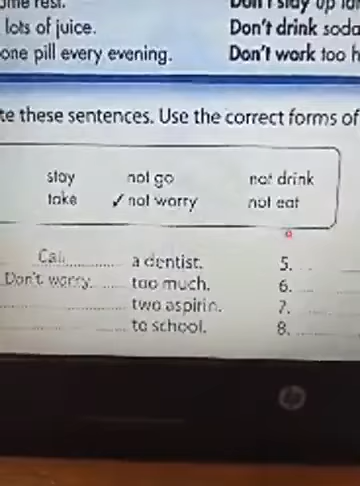 lots of juice.
one pill every evening.
Don't drink soda
Don't work too h
te these sentences. Use the correct forms of
stay not go not drink
take ✓ not worry not eat
Call a dentist. 5.
Don't worry too much. 6.
two aspirin. 7.
to school. 8.
hp